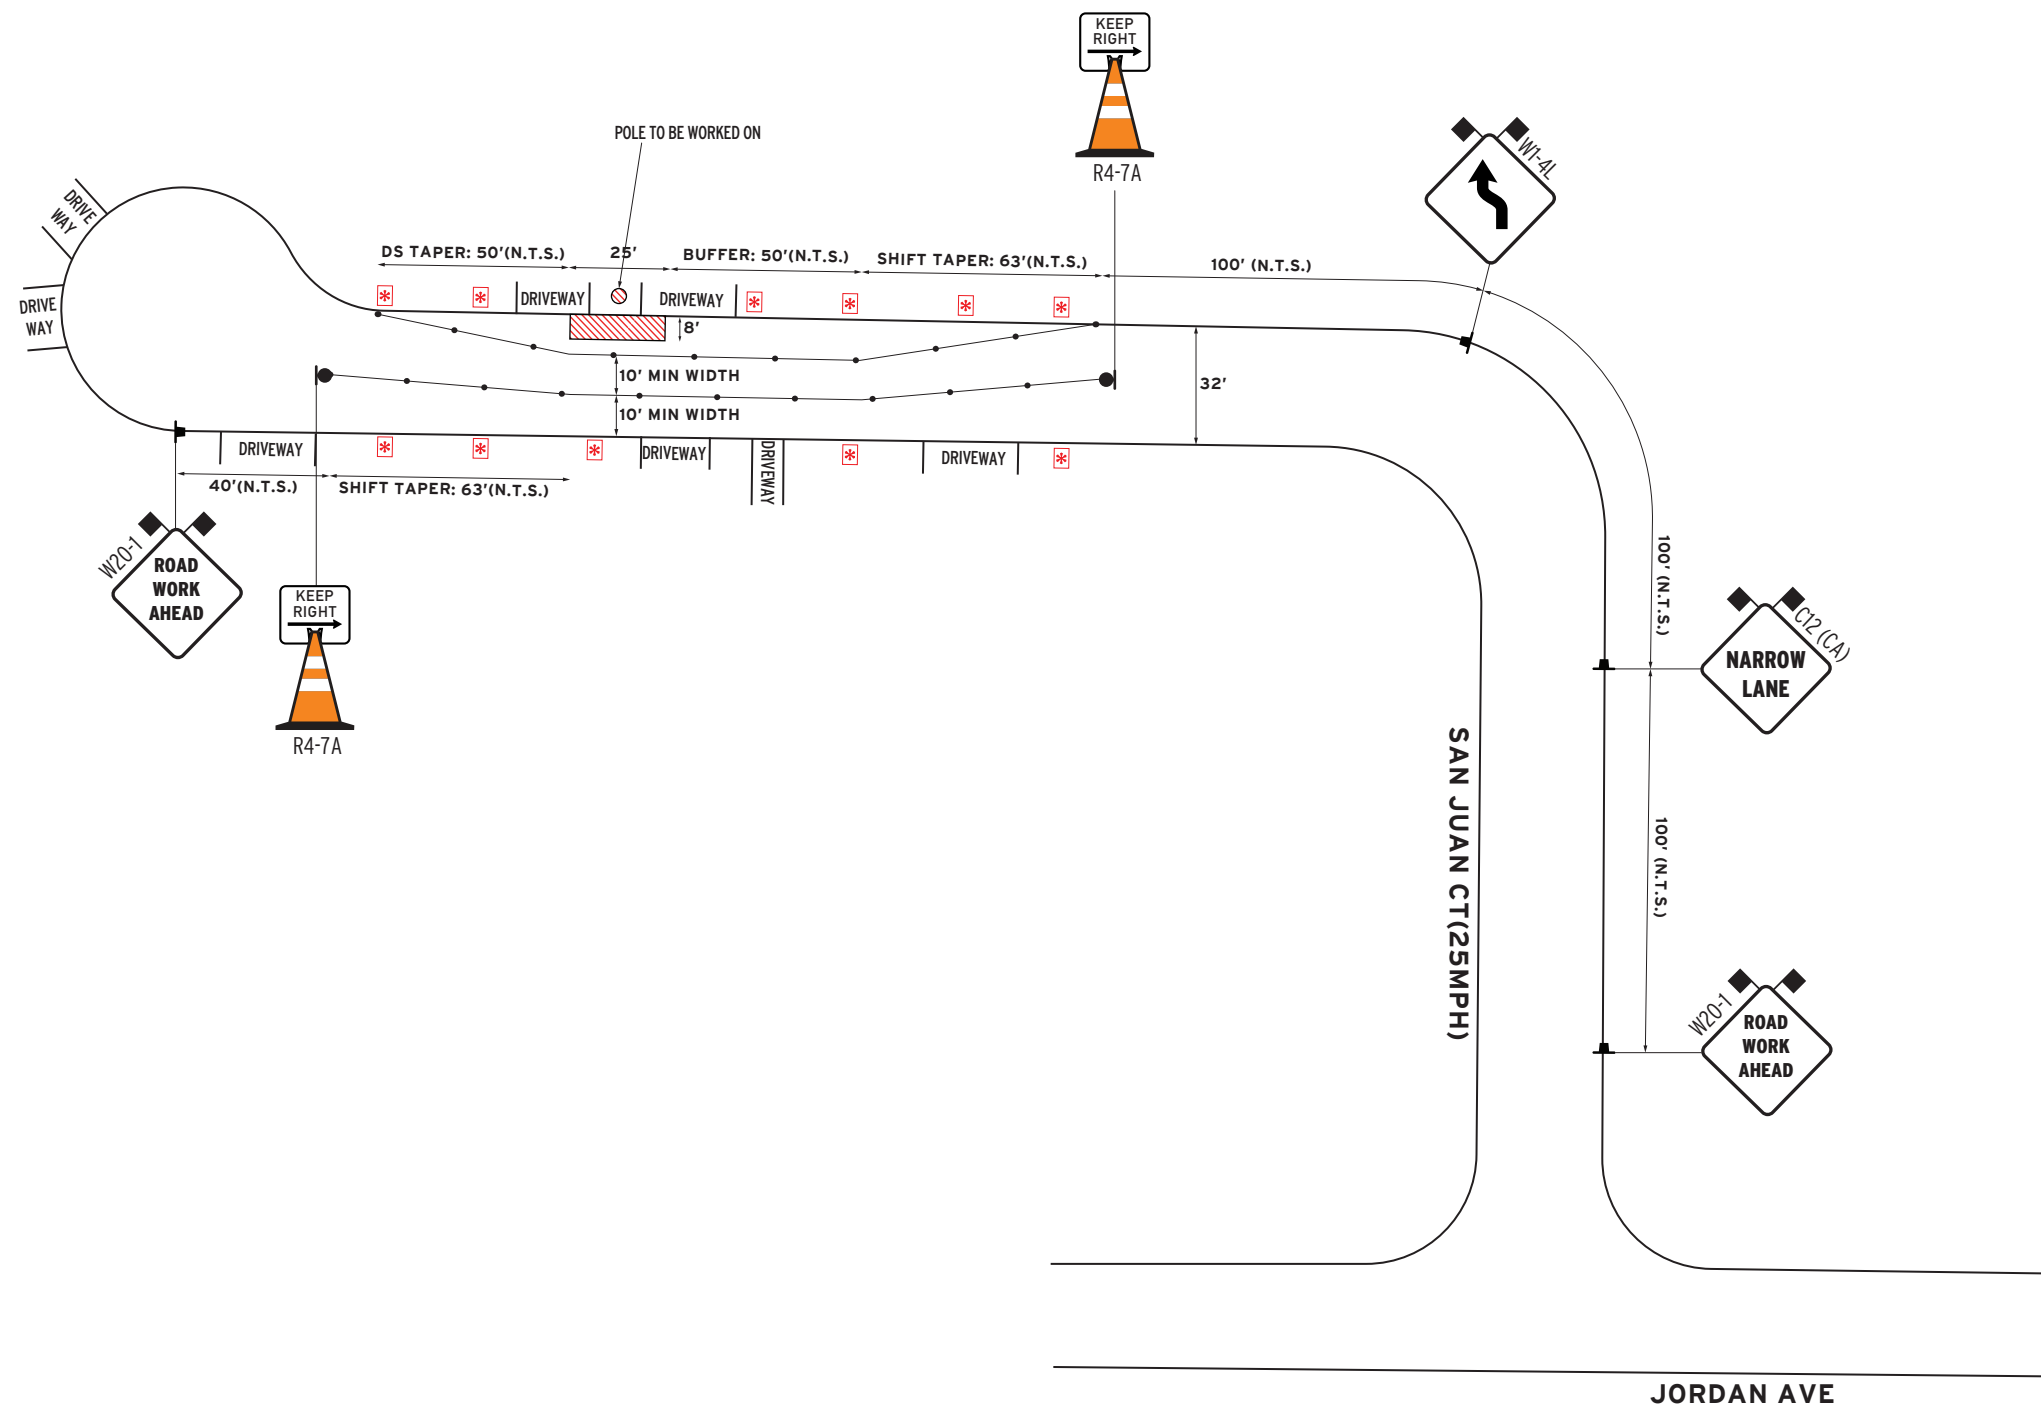 KEEP
RIGHT
R4-7A
POLE TO BE WORKED ON
W1-4L
DRIVE
WAY
DS TAPER: 50'(N.T.S.)
25'
BUFFER: 50'(N.T.S.)
SHIFT TAPER: 63'(N.T.S.)
100' (N.T.S.)
DRIVE
WAY
*
*
DRIVEWAY
DRIVEWAY
*
*
*
*
8'
10' MIN WIDTH
32'
10' MIN WIDTH
DRIVEWAY
*
*
*
DRIVEWAY
DRIVEWAY
*
DRIVEWAY
*
40'(N.T.S.)
SHIFT TAPER: 63'(N.T.S.)
W20-1
ROAD
WORK
AHEAD
KEEP
RIGHT
R4-7A
100' (N.T.S.)
C12 (CA)
NARROW
LANE
SAN JUAN CT(25MPH)
100' (N.T.S.)
W20-1
ROAD
WORK
AHEAD
JORDAN AVE